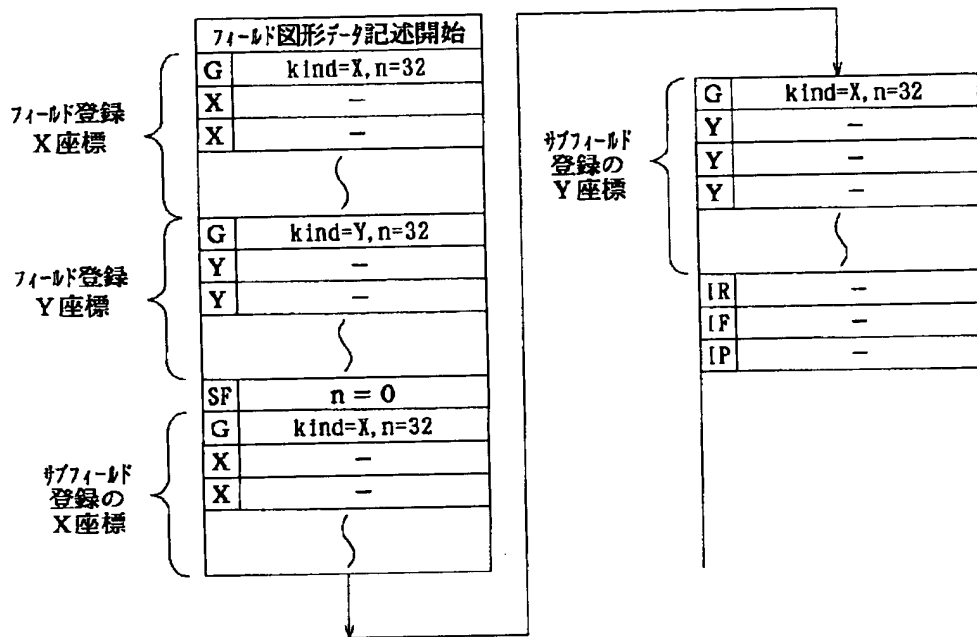 フィールド図形データ記述開始
フィールド登録
X座標
G kind=X, n=32
X −
X −
フィールド登録
Y座標
G kind=Y, n=32
Y −
Y −
SF n = 0
サブフィールド
登録の
X座標
G kind=X, n=32
X −
X −
サブフィールド
登録の
Y座標
G kind=X, n=32
Y −
Y −
Y −
IR −
IF −
IP −